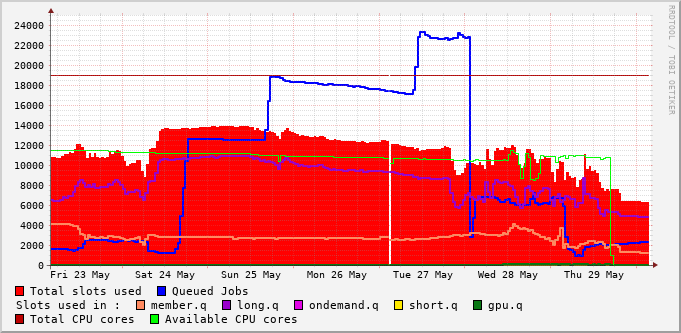 24000
22000
20000
18000
16000
14000
12000
10000
8000
6000
4000
2000
0
Fri 23 May Sat 24 May Sun 25 May Mon 26 May Tue 27 May Wed 28 May Thu 29 May
Total slots used Queued Jobs
Slots used in : member.q long.q ondemand.q short.q gpu.q
Total CPU cores Available CPU cores
RRDTOOL / TOBI OETIKER